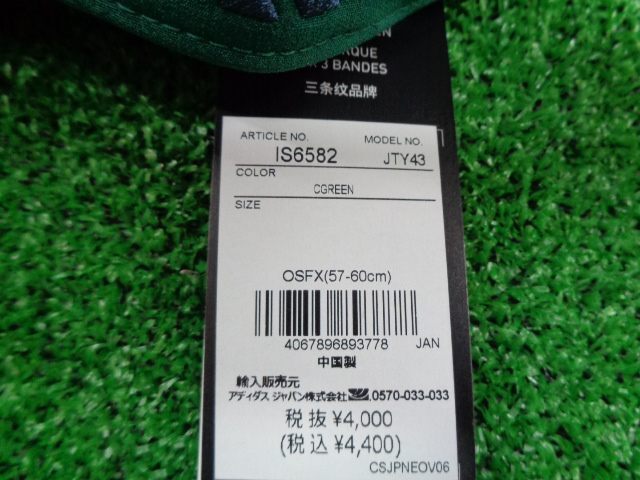 RQUE
3 BANDES
三条纹品牌
ARTICLE NO. MODEL NO.
IS6582 JTY43
COLOR
CGREEN
SIZE
OSFX(57-60cm)
4067896893778 JAN
中国製
輸入販売元
アディダス ジャパン株式会社 0570-033-033
税抜 ¥4,000
(税込 ¥4,400)
CSJPNEOV06